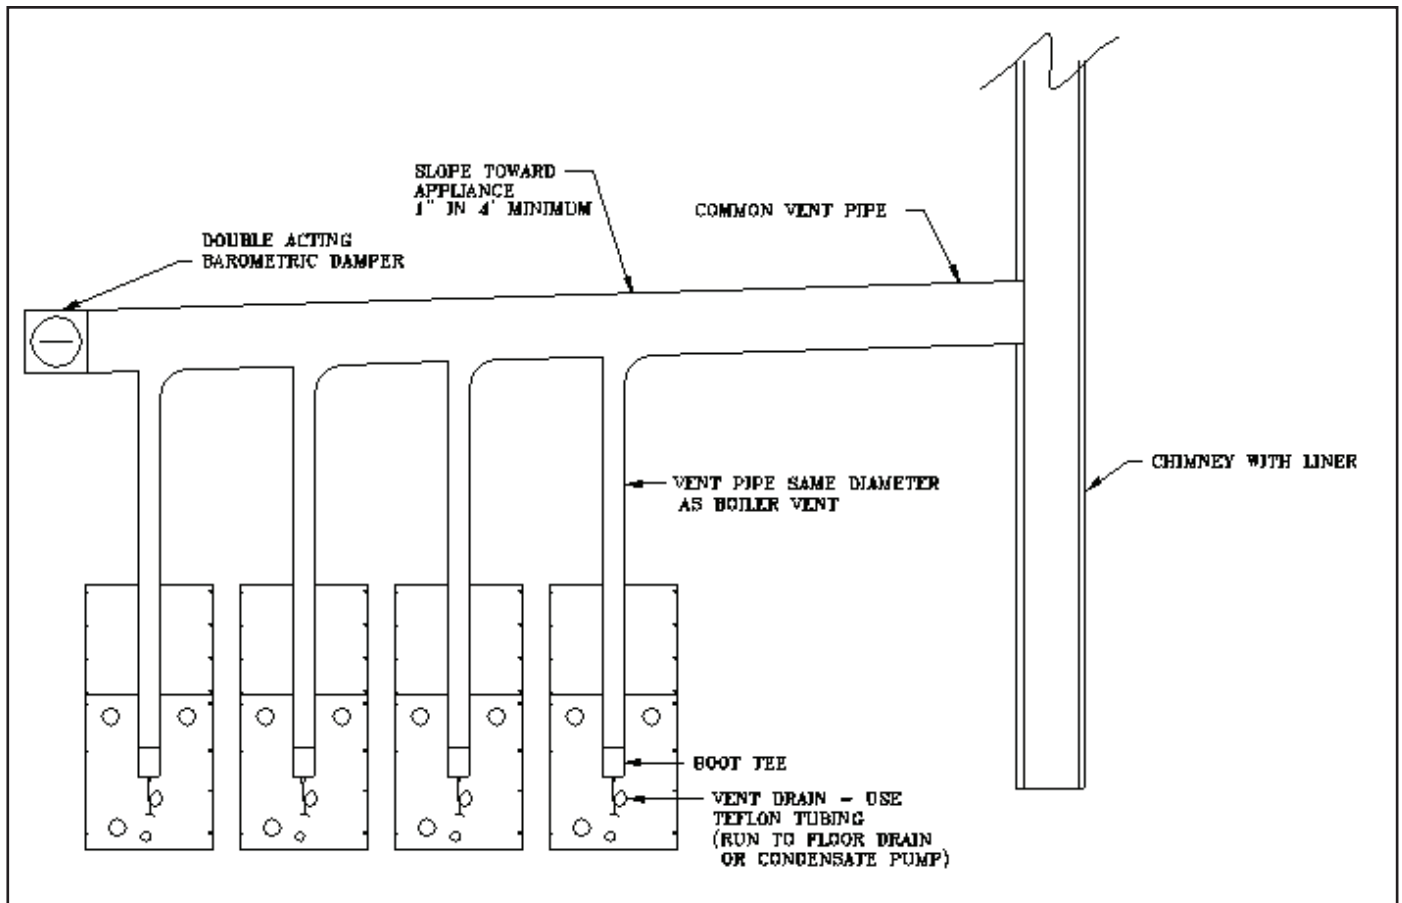 SLOPE TOWARD
APPLIANCE
1" IN 4' MINIMUM
COMMON VENT PIPE
DOUBLE ACTING
BAROMETRIC DAMPER
CHIMNEY WITH LINER
VENT PIPE SAME DIAMETER
AS BOILER VENT
BOOT TEE
VENT DRAIN - USE
TEFLON TUBING
(RUN TO FLOOR DRAIN
OR CONDENSATE PUMP)